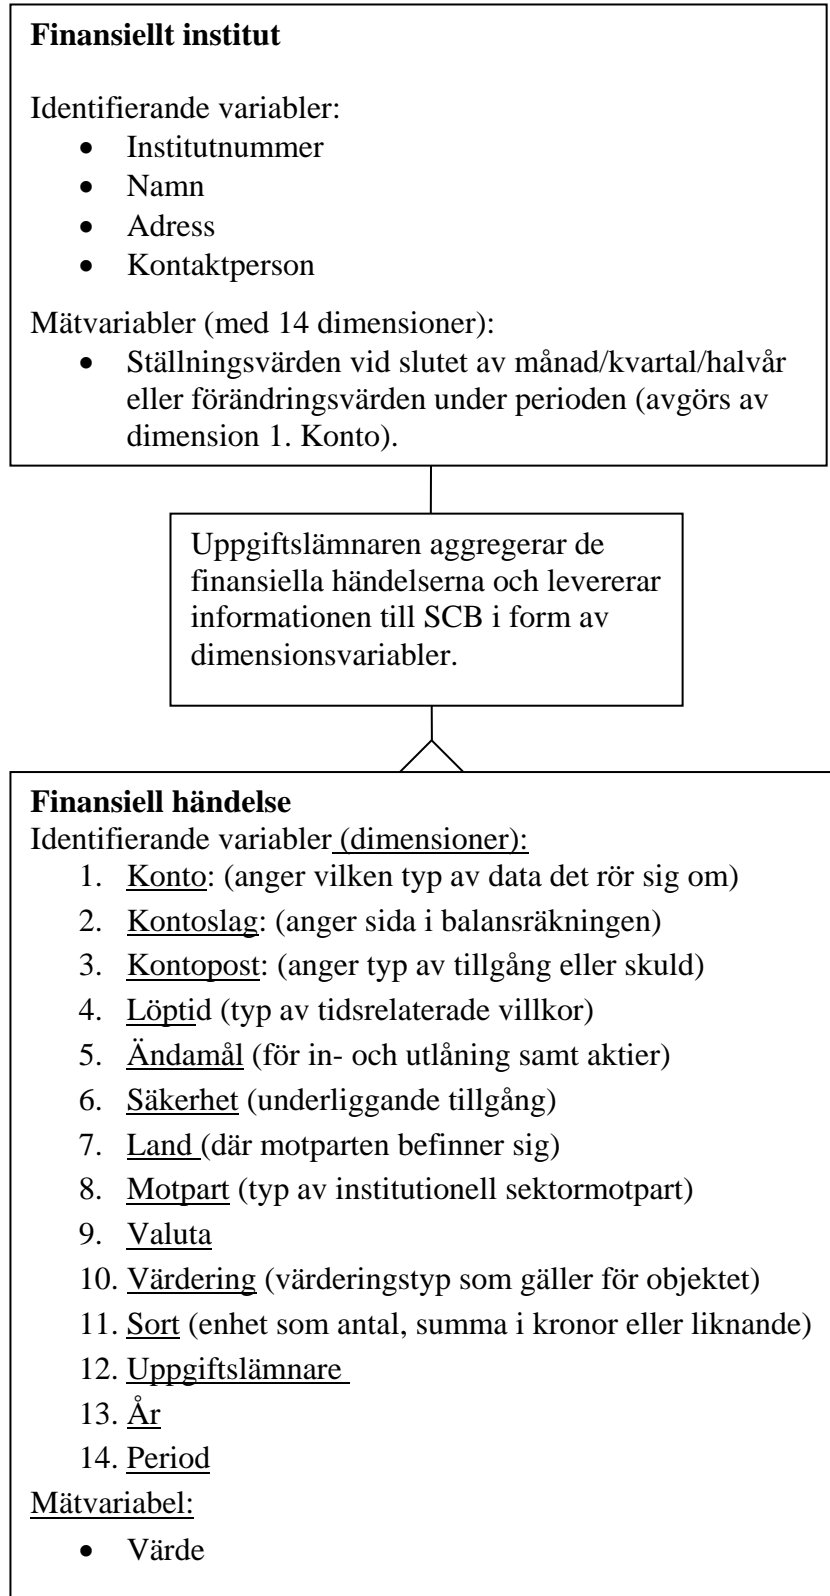 Finansiellt institut
Identifierande variabler:
• Institutnummer
• Namn
• Adress
• Kontaktperson
Mätvariabler (med 14 dimensioner):
• Ställningsvärden vid slutet av månad/kvartal/halvår
eller förändringsvärden under perioden (avgörs av
dimension 1. Konto).
Uppgiftslämnaren aggregerar de
finansiella händelserna och levererar
informationen till SCB i form av
dimensionsvariabler.
Finansiell händelse
Identifierande variabler (dimensioner):
1. Konto: (anger vilken typ av data det rör sig om)
2. Kontoslag: (anger sida i balansräkningen)
3. Kontopost: (anger typ av tillgång eller skuld)
4. Löptid (typ av tidsrelaterade villkor)
5. Ändamål (för in- och utlåning samt aktier)
6. Säkerhet (underliggande tillgång)
7. Land (där motparten befinner sig)
8. Motpart (typ av institutionell sektormotpart)
9. Valuta
10. Värdering (värderingstyp som gäller för objektet)
11. Sort (enhet som antal, summa i kronor eller liknande)
12. Uppgiftslämnare
13. År
14. Period
Mätvariabel:
• Värde